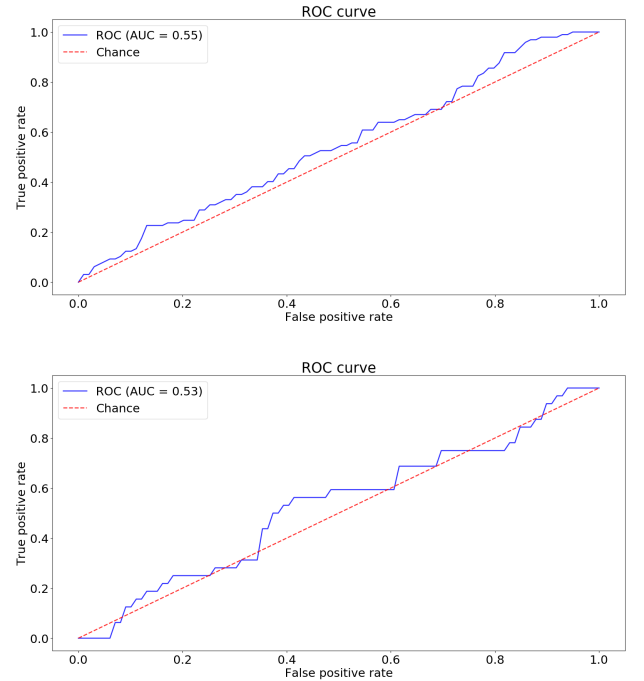 ROC curve
ROC (AUC = 0.55)
Chance
True positive rate
1.0
0.8
0.6
0.4
0.2
0.0
0.0 0.2 0.4 0.6 0.8 1.0
False positive rate
ROC curve
ROC (AUC = 0.53)
Chance
True positive rate
1.0
0.8
0.6
0.4
0.2
0.0
0.0 0.2 0.4 0.6 0.8 1.0
False positive rate